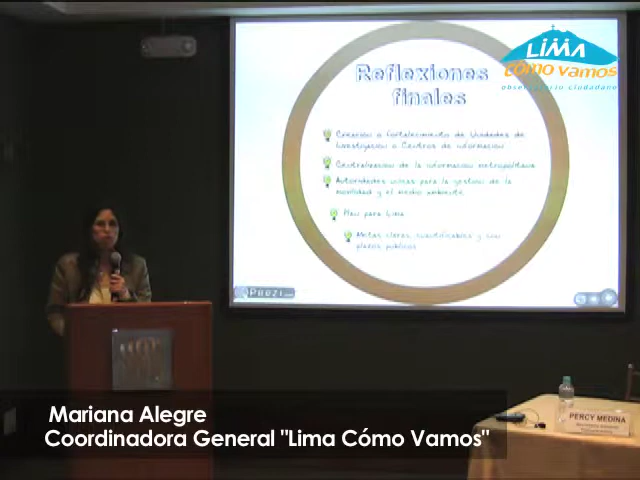 LIMA
cómo vamos
observatorio ciudadano
Reflexiones
finales
Creación o fortalecimiento de Unidades de
Investigación o Centros de información
Centralización de la información metropolitana
Autoridades únicas para la gestión de la
movilidad y el medio ambiente
Plan para Lima
Metas claras, cuantificables y con
plazos públicos
Prezi
PERCY MEDINA
Mariana Alegre
Coordinadora General "Lima Cómo Vamos"